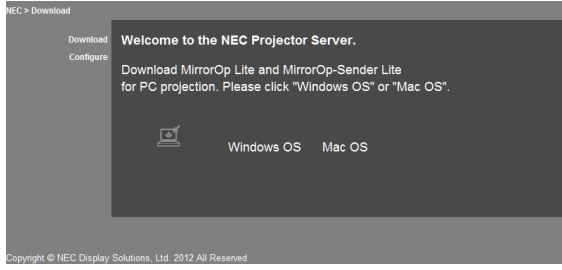 NEC > Download
Download
Configure
Welcome to the NEC Projector Server.
Download MirrorOp Lite and MirrorOp-Sender Lite
for PC projection. Please click "Windows OS" or "Mac OS".
Windows OS Mac OS
Copyright © NEC Display Solutions, Ltd. 2012 All Reserved